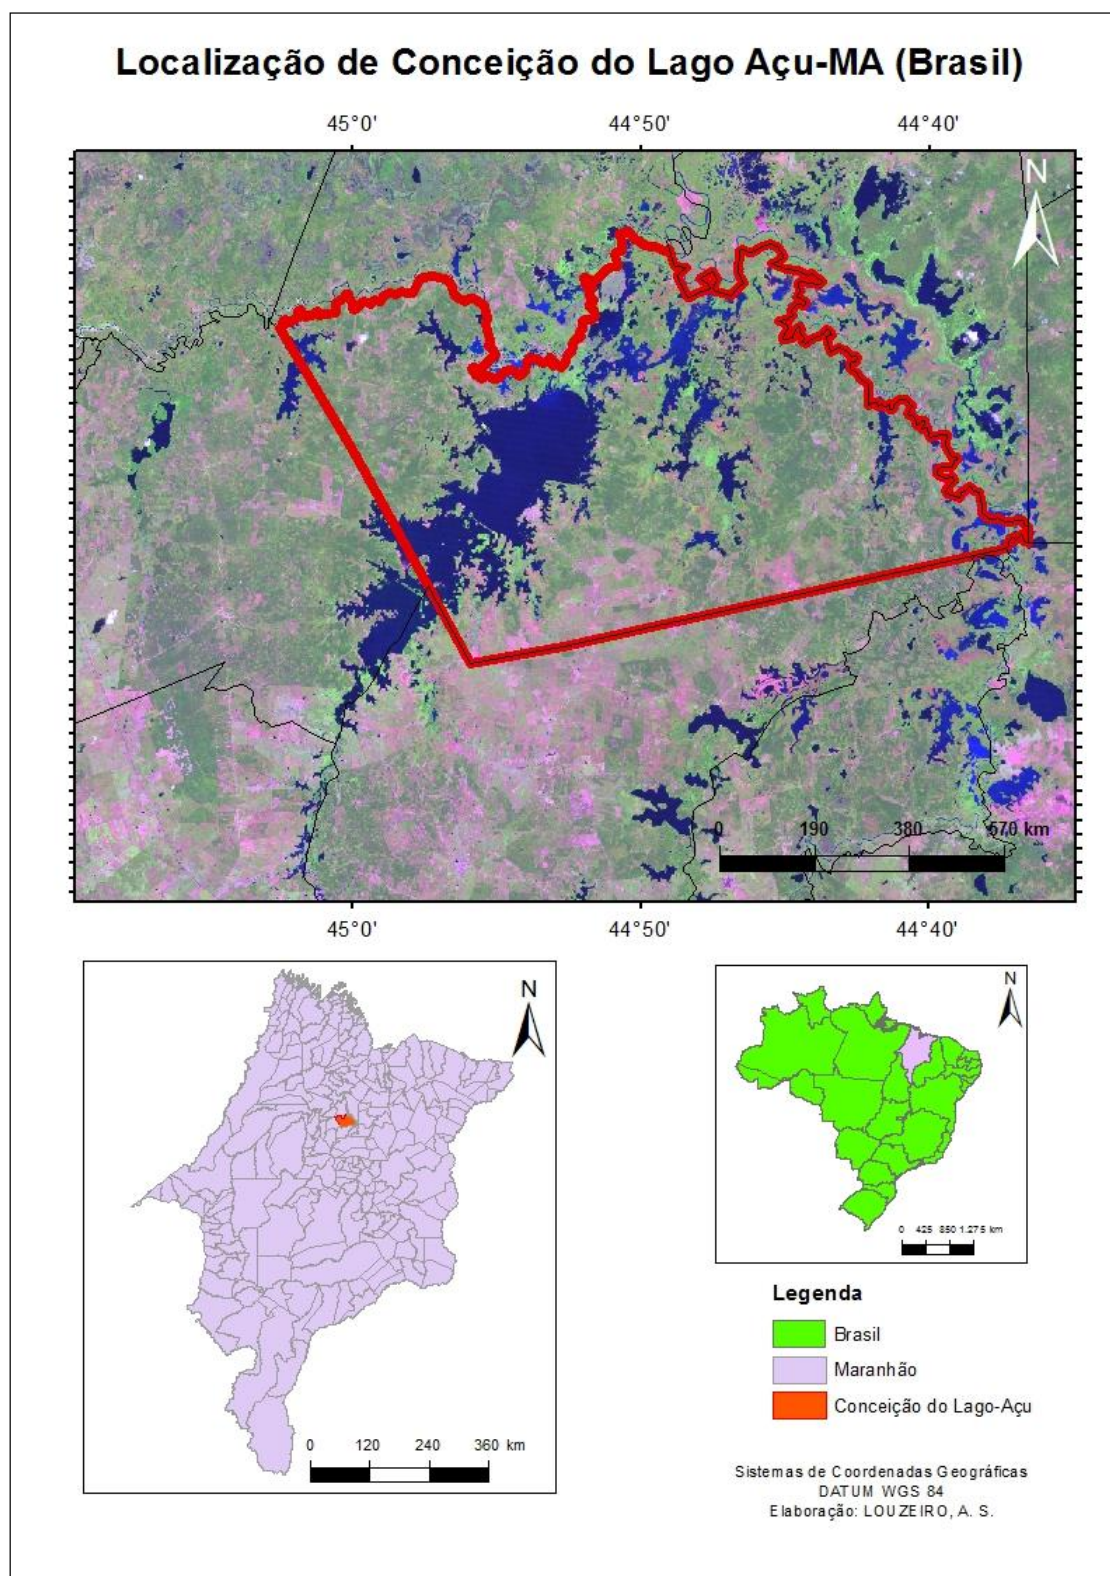 Localização de Conceição do Lago Açu-MA (Brasil)
45°0' 44°50' 44°40'
N
0 190 380 570 km
45°0' 44°50' 44°40'
N
0 120 240 360 km
N
0 425 850 1.275 km
Legenda
Brasil
Maranhão
Conceição do Lago-Açu
Sistemas de Coordenadas Geográficas
DATUM WGS 84
Elaboração: LOUZEIRO, A. S.